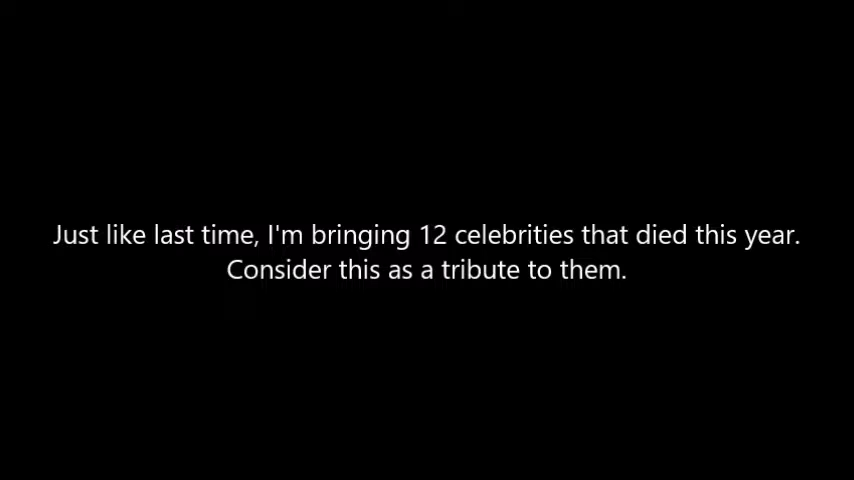 Just like last time, I'm bringing 12 celebrities that died this year.
Consider this as a tribute to them.